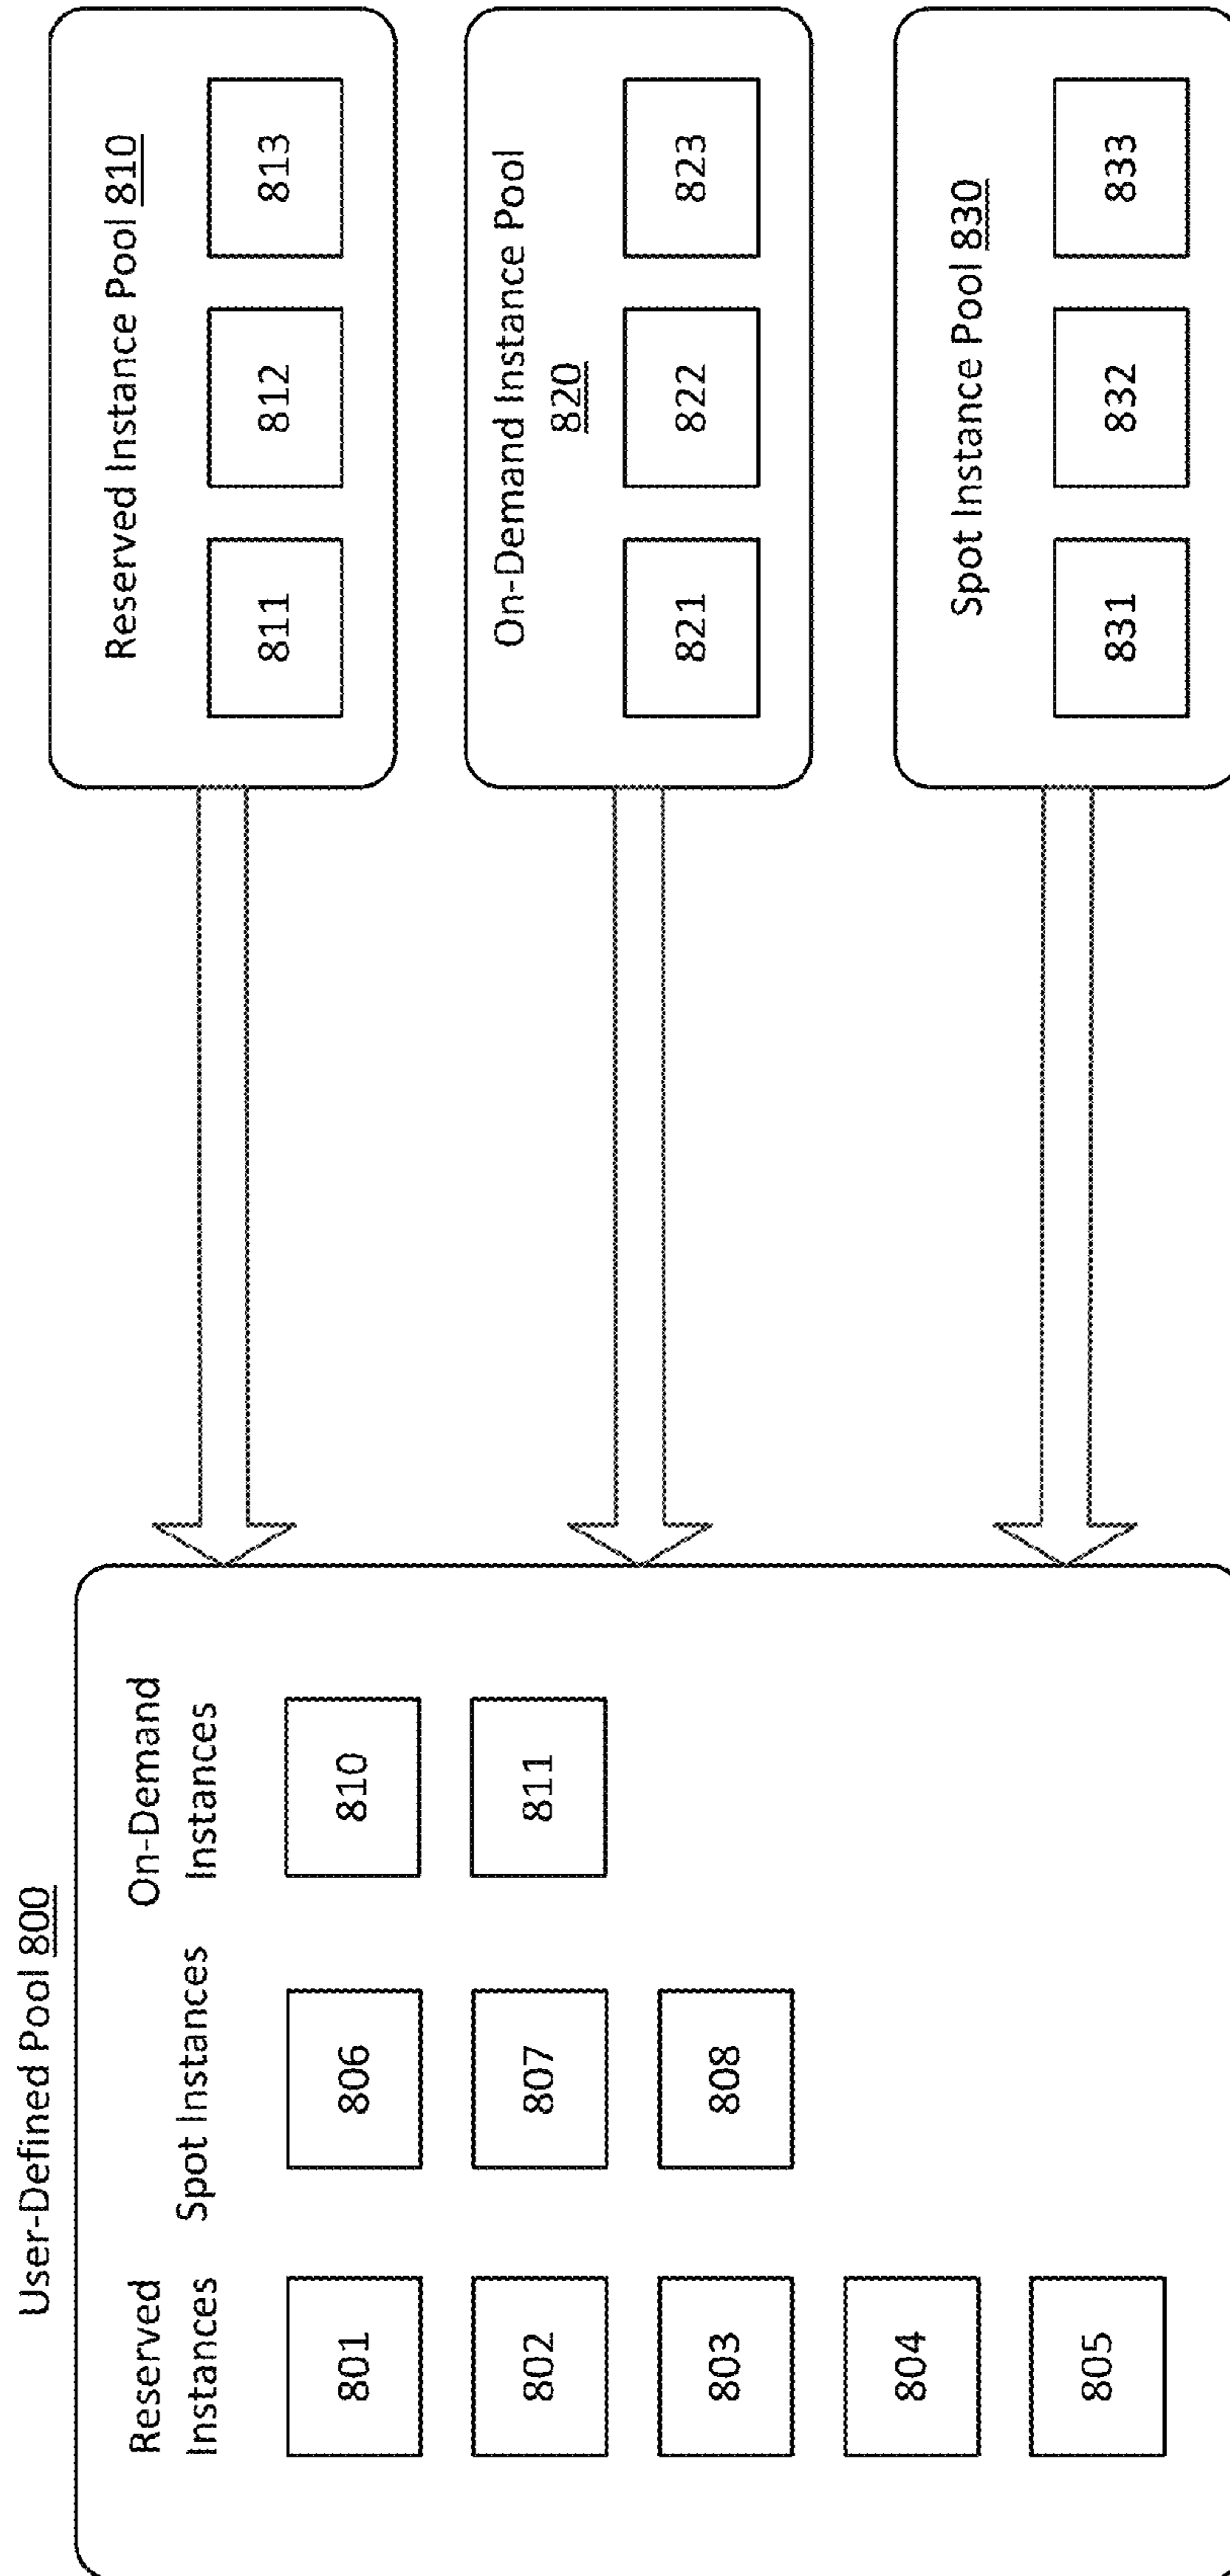 User-Defined Pool 800
Reserved
Instances
Spot Instances
On-Demand
Instances
801
806
810
802
807
811
803
808
804
805
Reserved Instance Pool 810
811
812
813
On-Demand Instance Pool
820
821
822
823
Spot Instance Pool 830
831
832
833